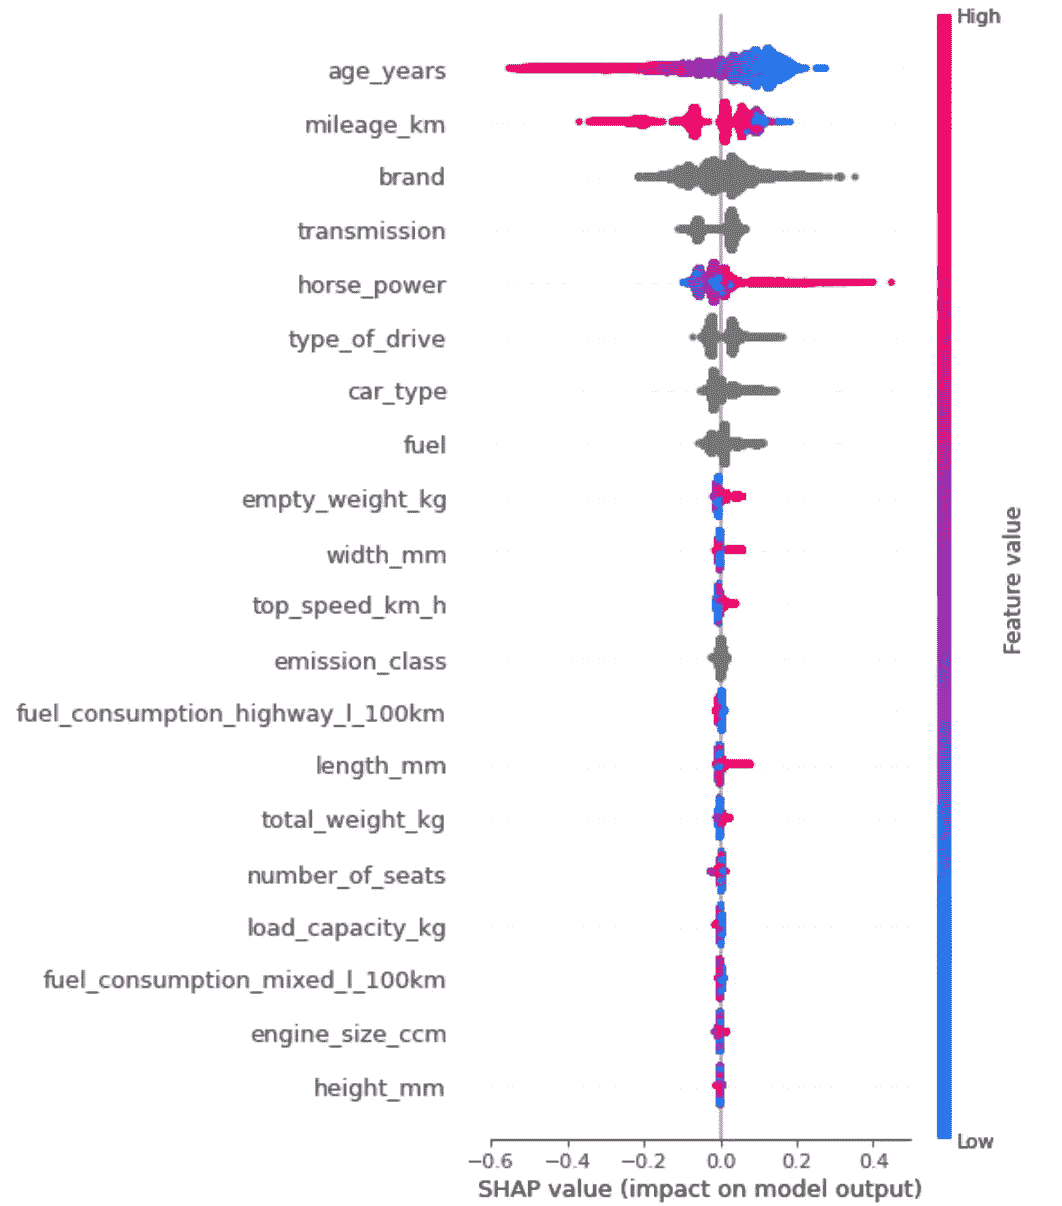 High
age_years
mileage_km
brand
transmission
horse_power
type_of_drive
car_type
fuel
empty_weight_kg
width_mm
top_speed_km_h
emission_class
fuel_consumption_highway_l_100km
length_mm
total_weight_kg
number_of_seats
load_capacity_kg
fuel_consumption_mixed_l_100km
engine_size_ccm
height_mm
Feature value
Low
−0.6 −0.4 −0.2 0.0 0.2 0.4
SHAP value (impact on model output)